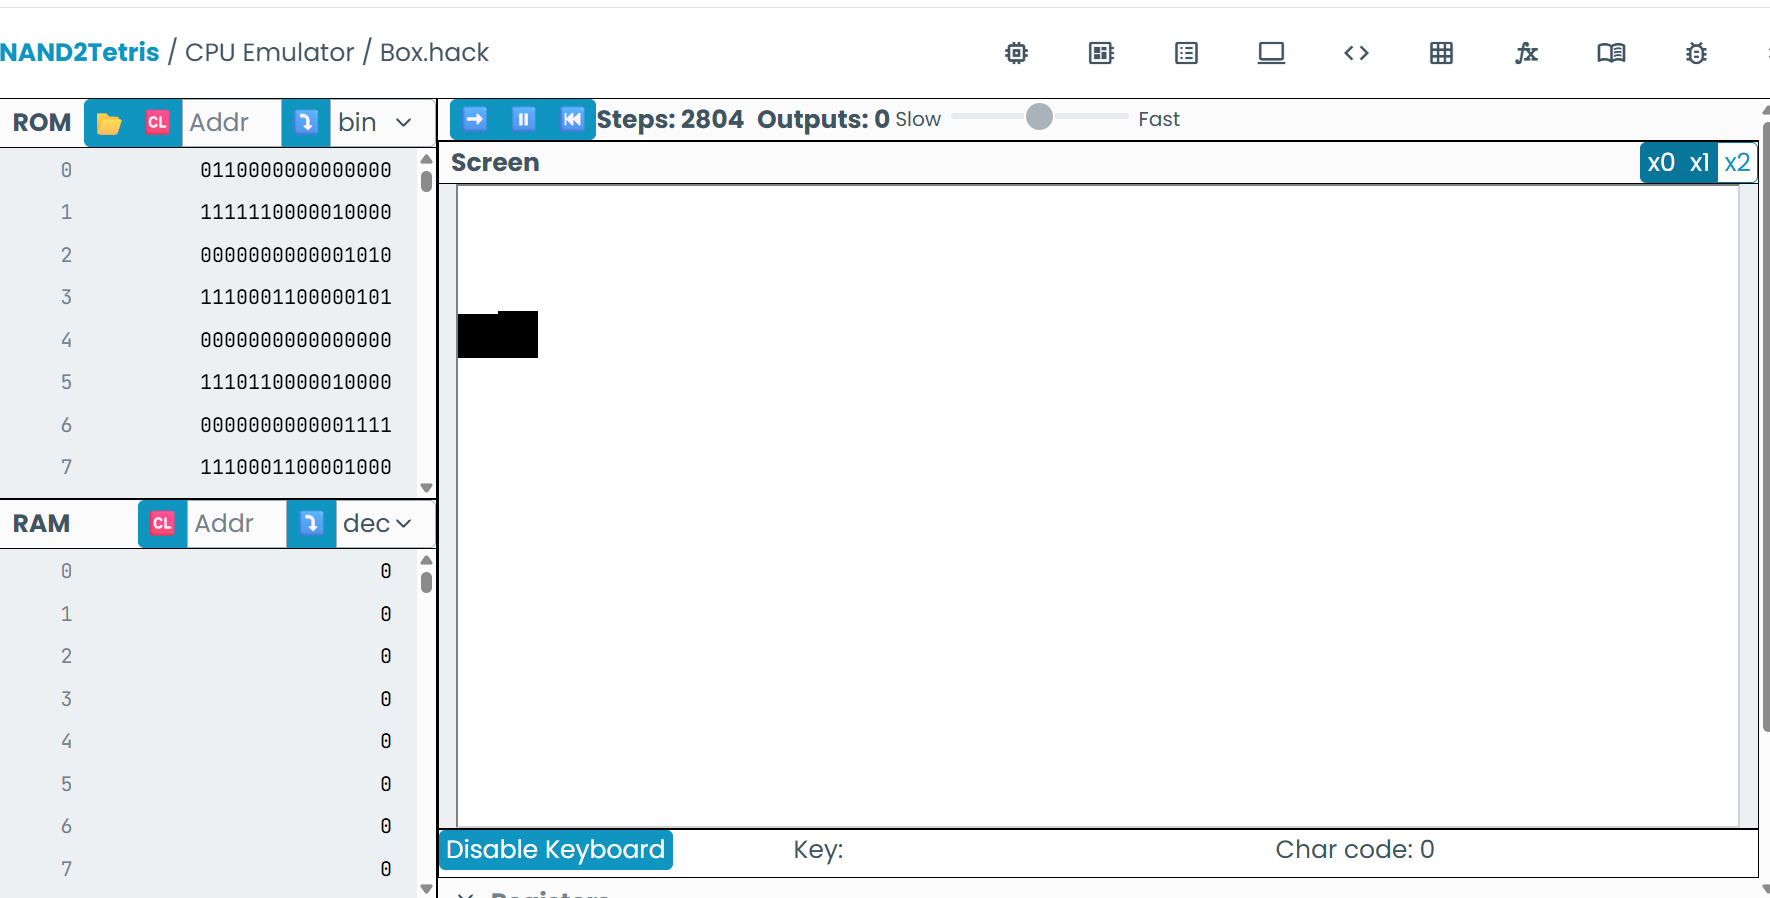 NAND2Tetris / CPU Emulator / Box.hack
ROM CL Addr bin
0 0110000000000000
1 1111110000010000
2 0000000000001010
3 1110001100000101
4 0000000000000000
5 1110110000010000
6 0000000000001111
7 1110001100001000
RAM CL Addr dec
0 0
1 0
2 0
3 0
4 0
5 0
6 0
7 0
Steps: 2804 Outputs: 0 Slow Fast
Screen x0 x1 x2
Disable Keyboard Key: Char code: 0
Registers